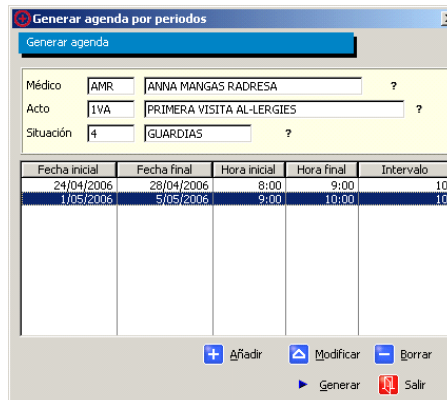 Generar agenda por periodos
Generar agenda
Médico AMR ANNA MANGAS RADRESA ?
Acto 1VA PRIMERA VISITA AL-LERGIES ?
Situación 4 GUARDIAS ?
Fecha inicial Fecha final Hora inicial Hora final Intervalo
24/04/2006 28/04/2006 8:00 9:00 10
1/05/2006 5/05/2006 9:00 10:00 10
Añadir Modificar Borrar
Generar Salir